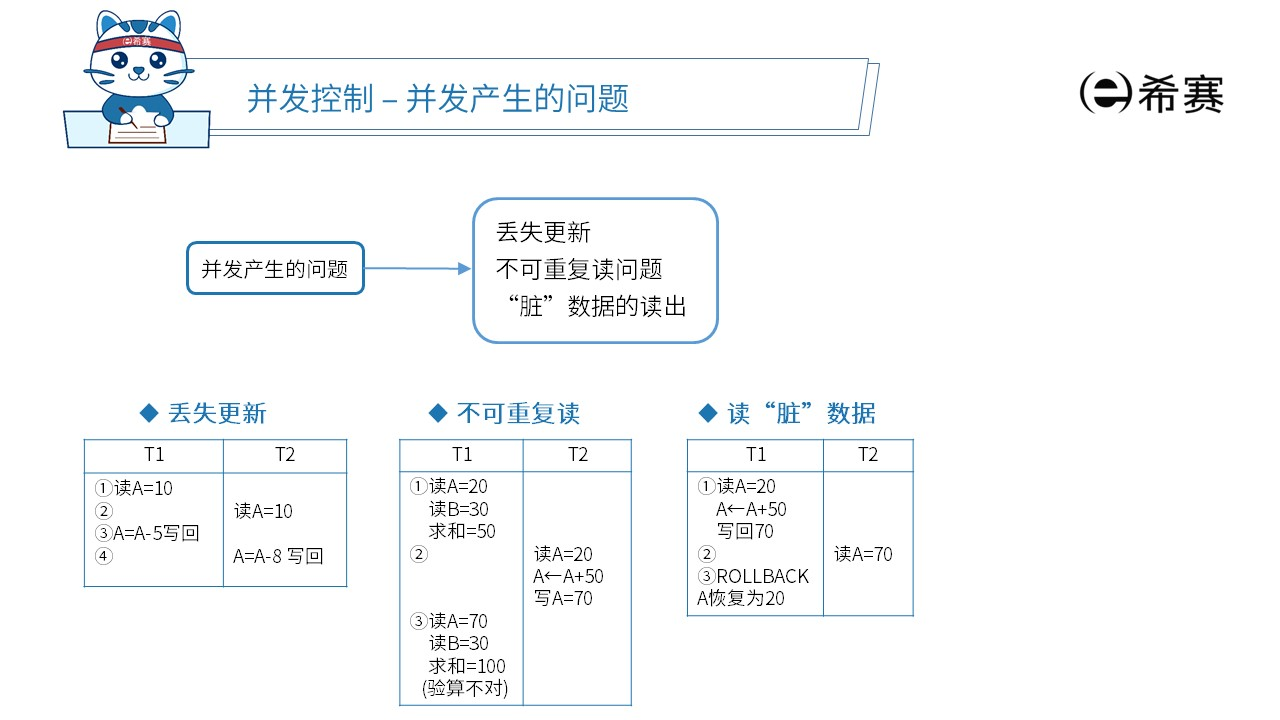 希赛
并发控制 – 并发产生的问题
希赛
并发产生的问题
丢失更新
不可重复读问题
“脏”数据的读出
◆ 丢失更新
T1 T2
①读A=10
② 读A=10
③A=A-5写回
④ A=A-8 写回
◆ 不可重复读
T1 T2
①读A=20
读B=30
求和=50
② 读A=20
A←A+50
写A=70
③读A=70
读B=30
求和=100
(验算不对)
◆ 读“脏”数据
T1 T2
①读A=20
A←A+50
写回70
② 读A=70
③ROLLBACK
A恢复为20